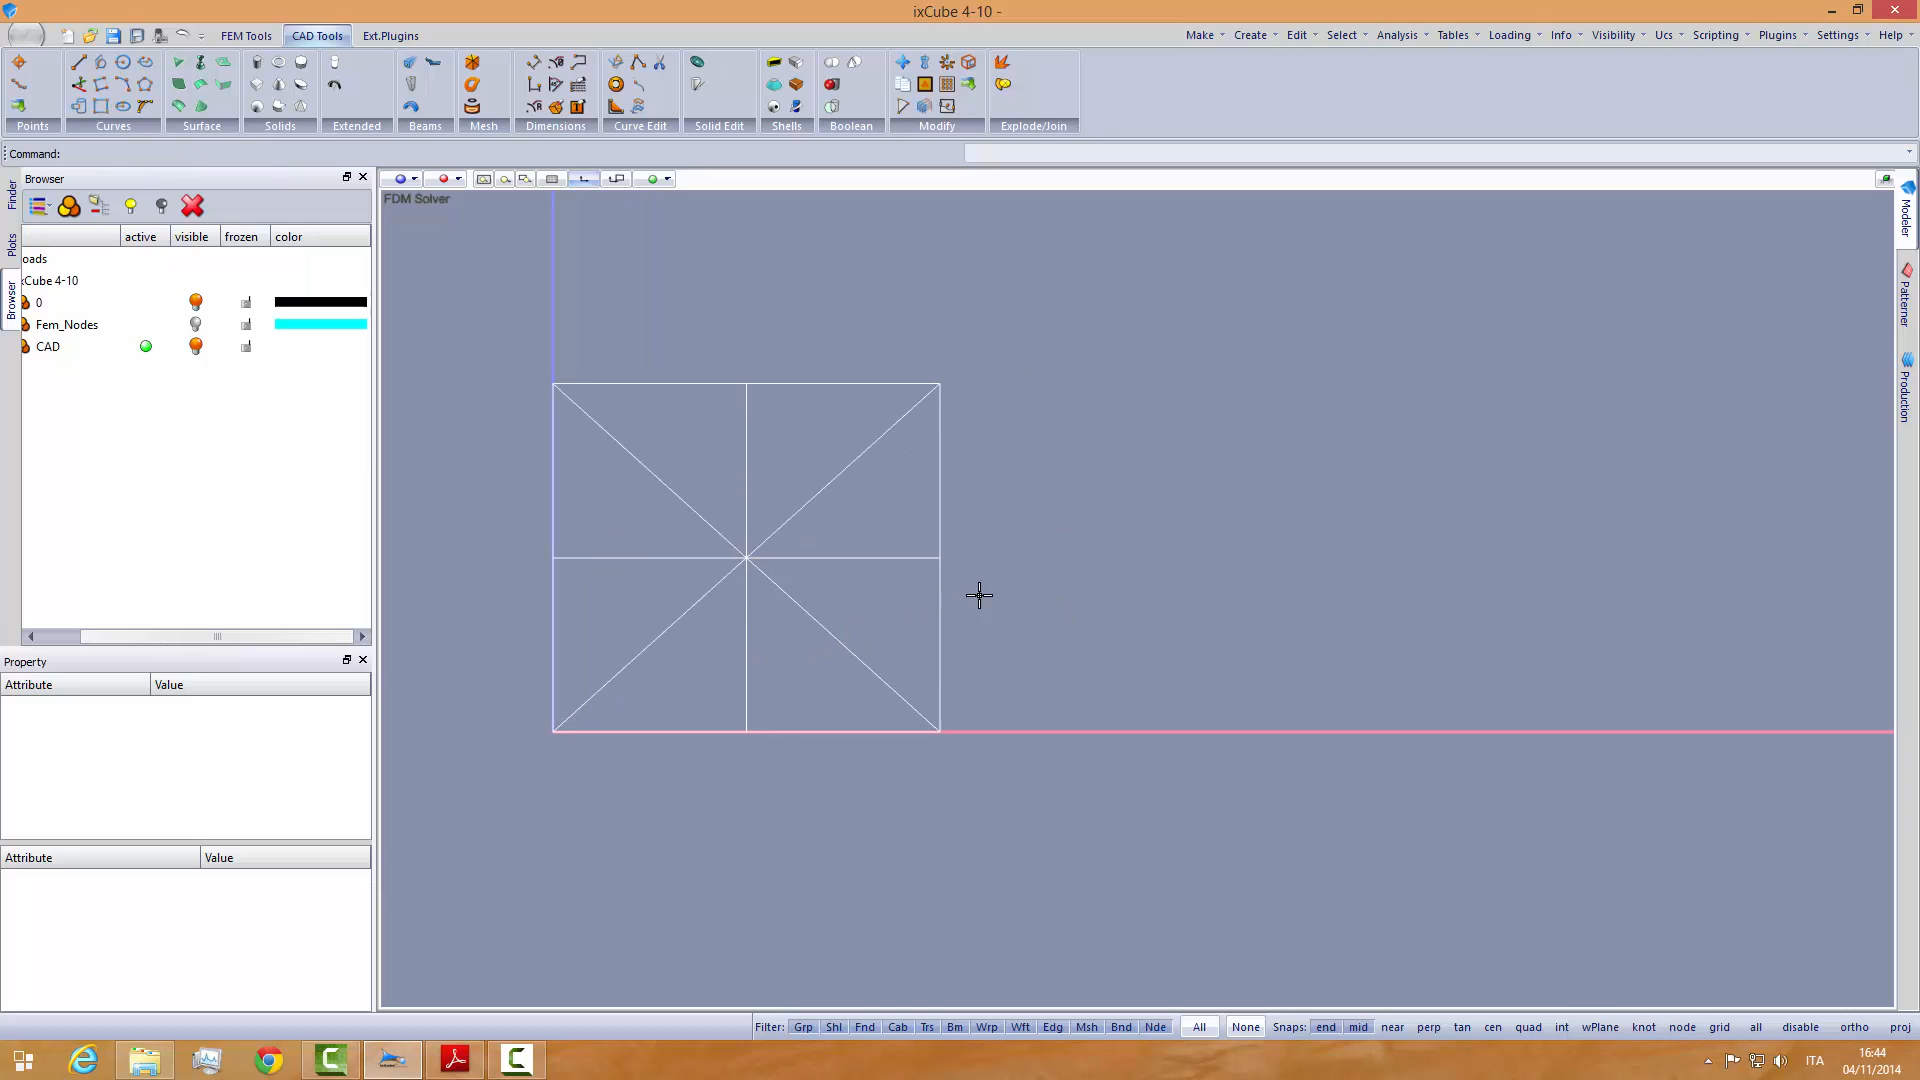 ixCube 4-10 -
FEM Tools CAD Tools Ext.Plugins
Make Create Edit Select Analysis Tables Loading Info Visibility Ucs Scripting Plugins Settings Help
Points Curves Surface Solids Extended Beams Mesh Dimensions Curve Edit Solid Edit Shells Boolean Modify Explode/Join
Command:
Browser
Finder
Plots
Browser
active visible frozen color
oads
xCube 4-10
0
Fem_Nodes
CAD
Property
Attribute Value
Attribute Value
FDM Solver
Modeler
Patterner
Production
Filter: Grp Shl Fnd Cab Trs Bm Wrp Wft Edg Msh Bnd Nde All None Snaps: end mid near perp tan cen quad int wPlane knot node grid all disable ortho proj
ITA
16:44
04/11/2014